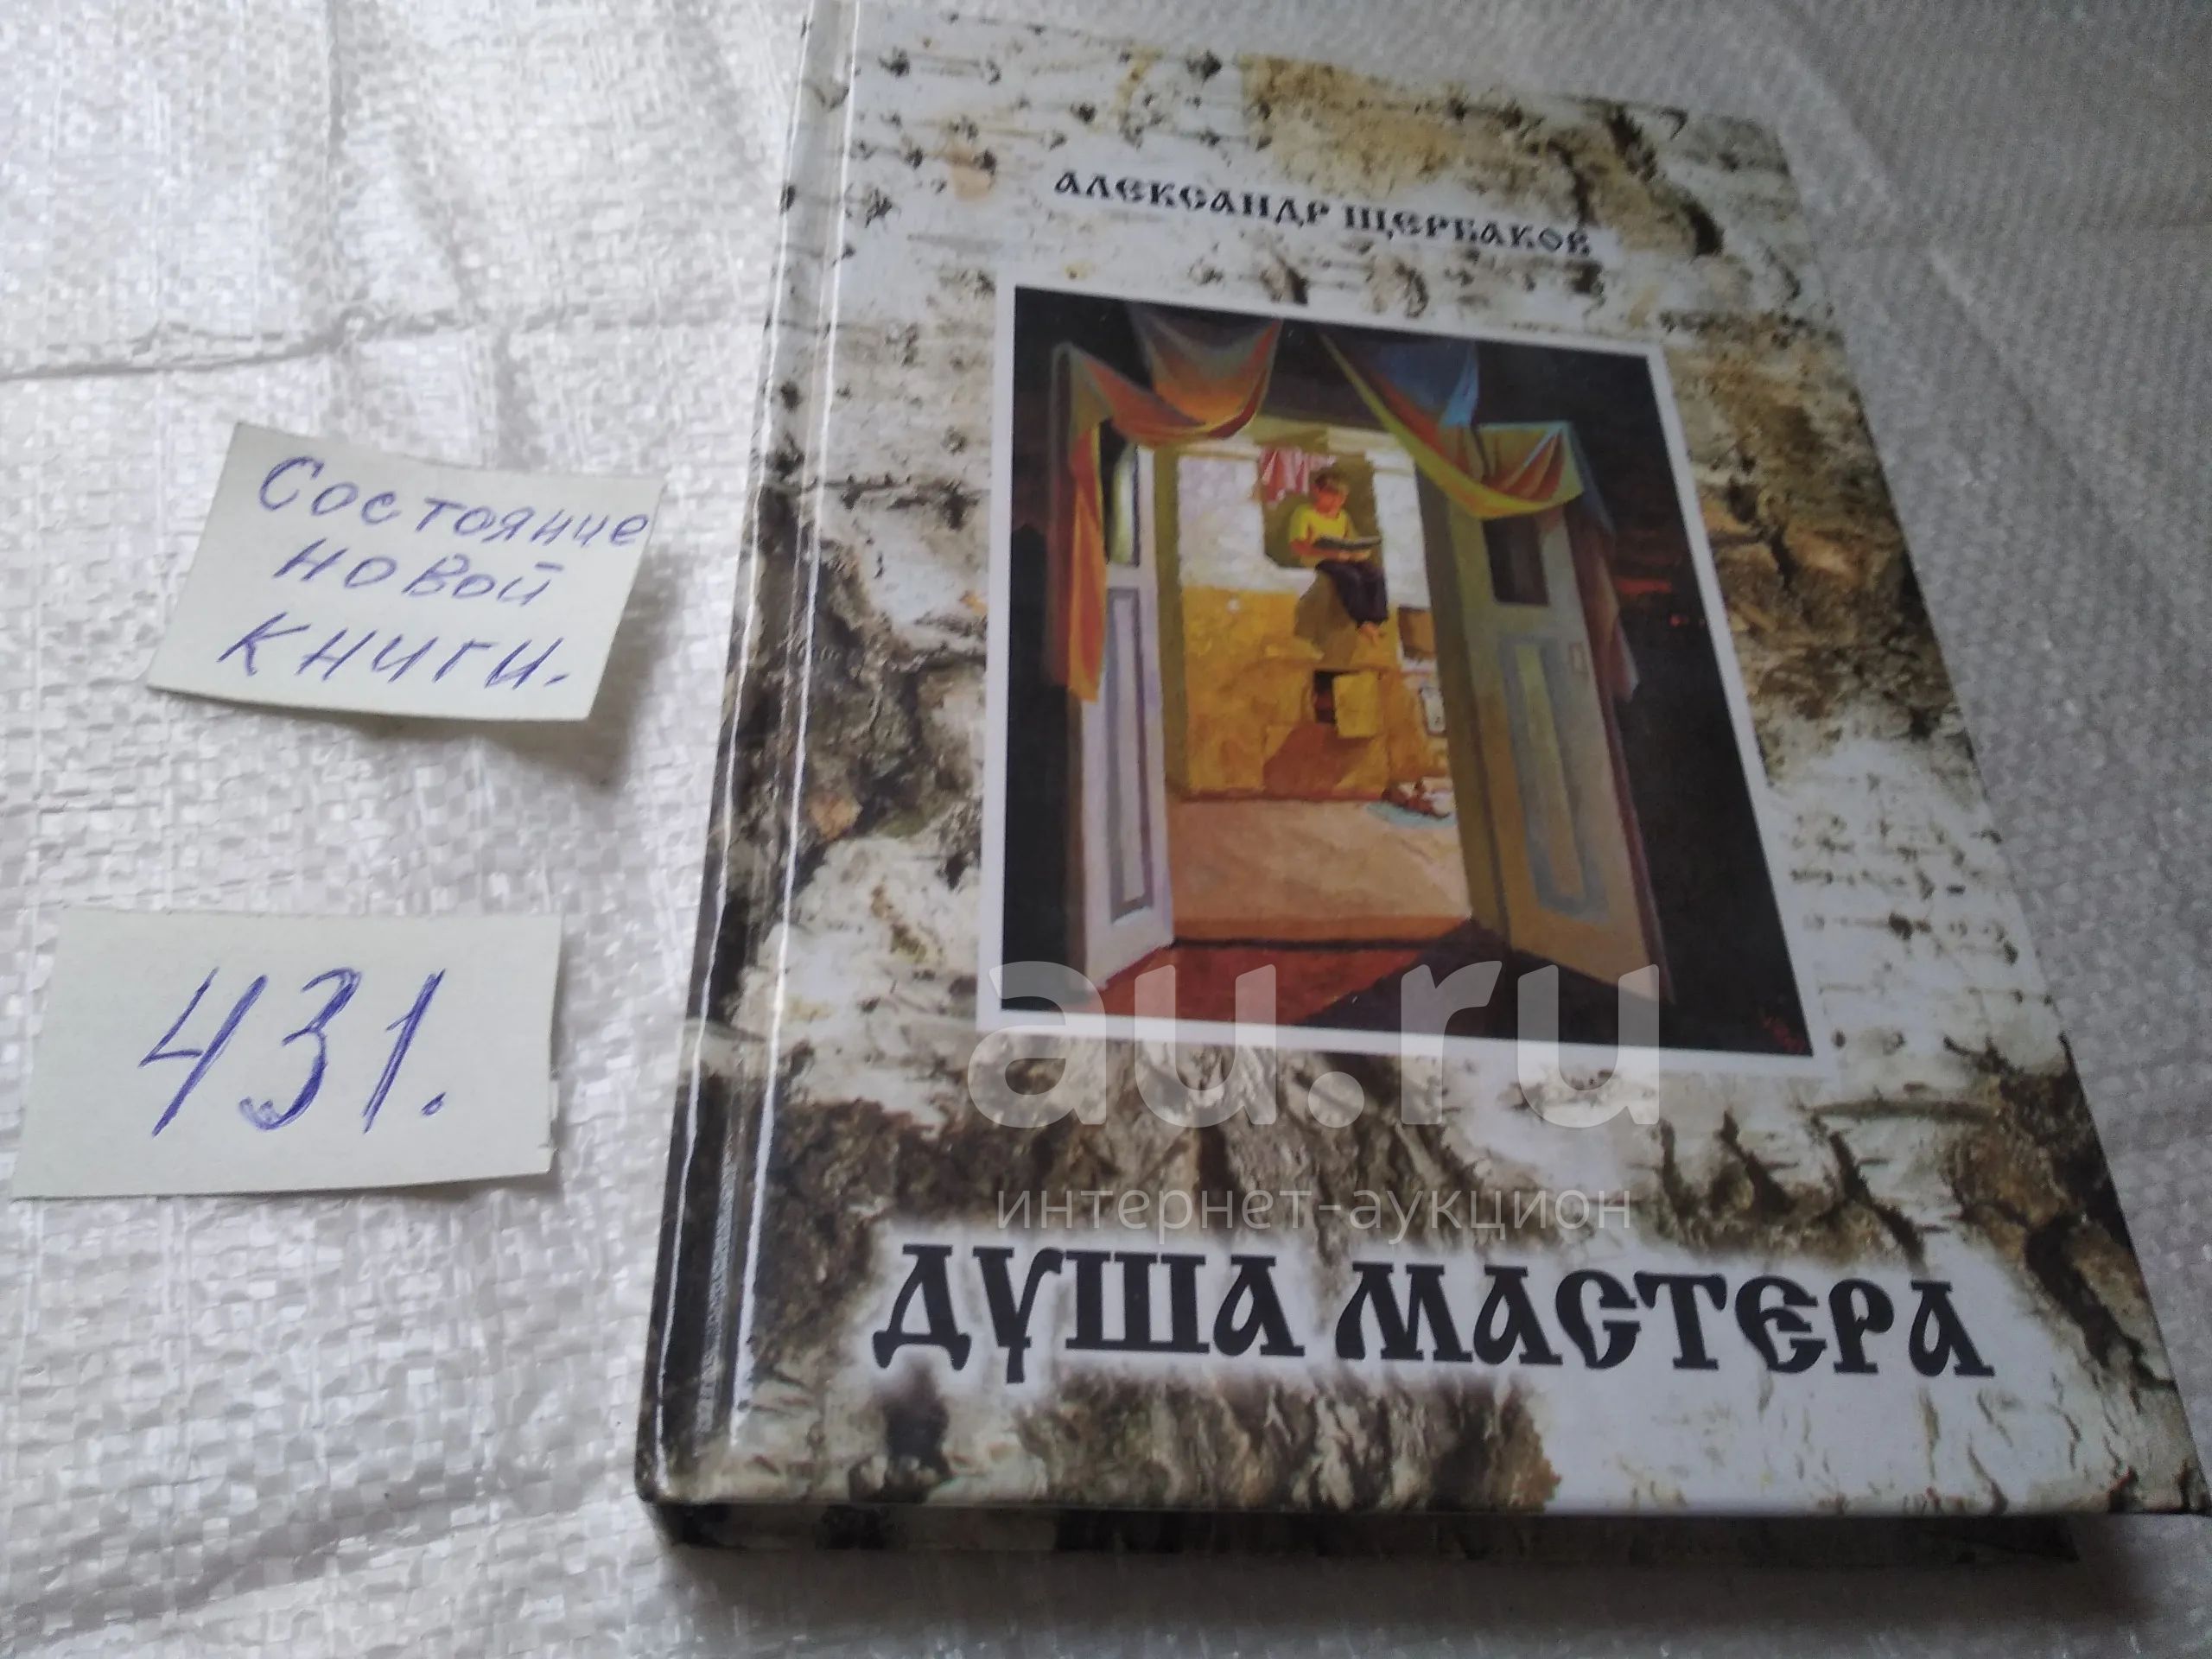 АЛЕКСАНДР ЩЕРБАКОВ
Состояние
новой
книги.
431.
au.ru
интернет-аукцион
ДУША МАСТЕРА